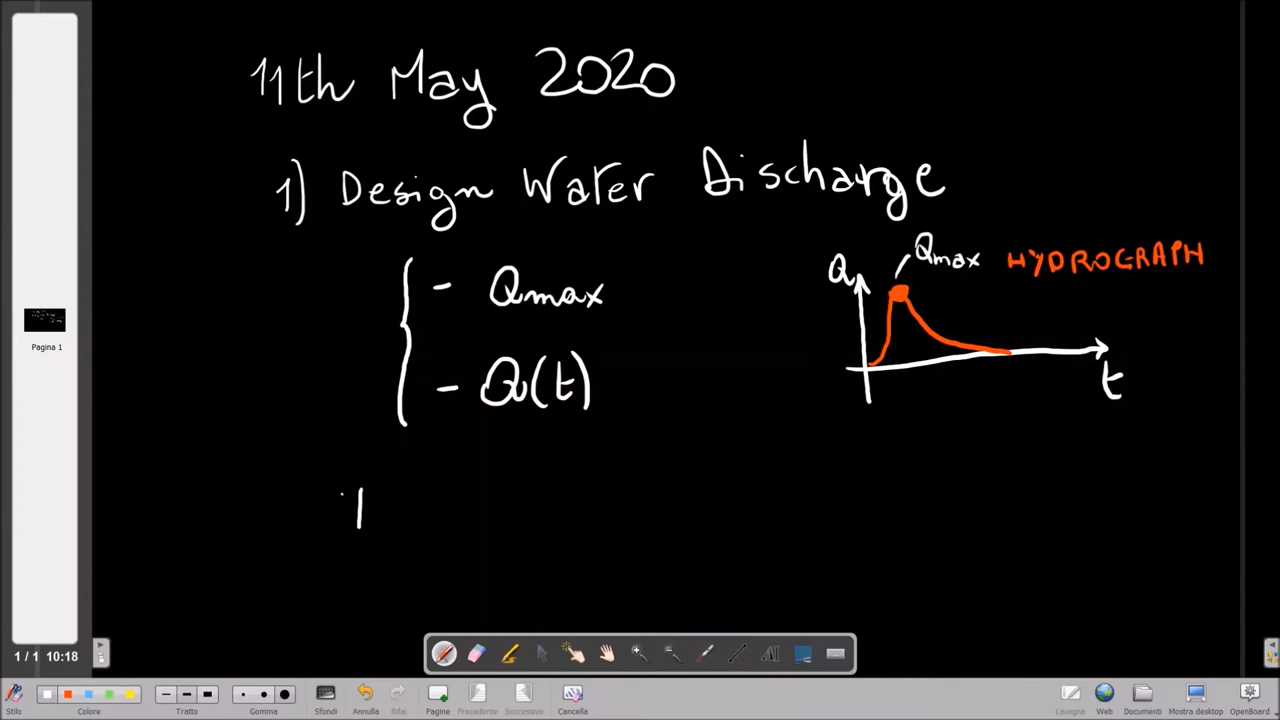 11th May 2020
1) Design Water Discharge
- Qmax
- Q(t)
Q
Qmax
HYDROGRAPH
t
Pagina 1
1 / 1 10:18
Stilo
Colore
Tratto
Gomma
Sfondi
Annulla
Rifai
Pagine
Precedente
Successivo
Cancella
Lavagna
Web
Documenti
Mostra desktop
OpenBoard